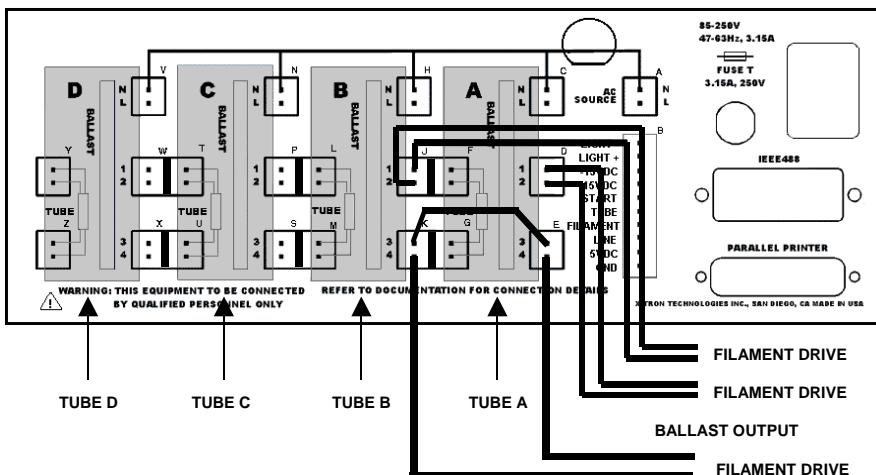 85-250V
47-63Hz, 3.15A
FUSE T
3.15A, 250V
V N H C A
D C B A
N N N N AC N
L L L L SOURCE L
BALLAST BALLAST BALLAST BALLAST
B
LIGHT +
15VDC
START
TUBE
FILAMENT
LINE
5VDC
GND
Y W T P L J F D
1 1 1 1
2 2 2 2
TUBE TUBE TUBE TUBE
Z X U S M K G E
3 3 3 3
4 4 4 4
IEEE488
PARALLEL PRINTER
WARNING: THIS EQUIPMENT TO BE CONNECTED
BY QUALIFIED PERSONNEL ONLY
REFER TO DOCUMENTATION FOR CONNECTION DETAILS
TECHNOLOGIES INC., SAN DIEGO, CA MADE IN USA
FILAMENT DRIVE
FILAMENT DRIVE
TUBE D TUBE C TUBE B TUBE A
BALLAST OUTPUT
FILAMENT DRIVE